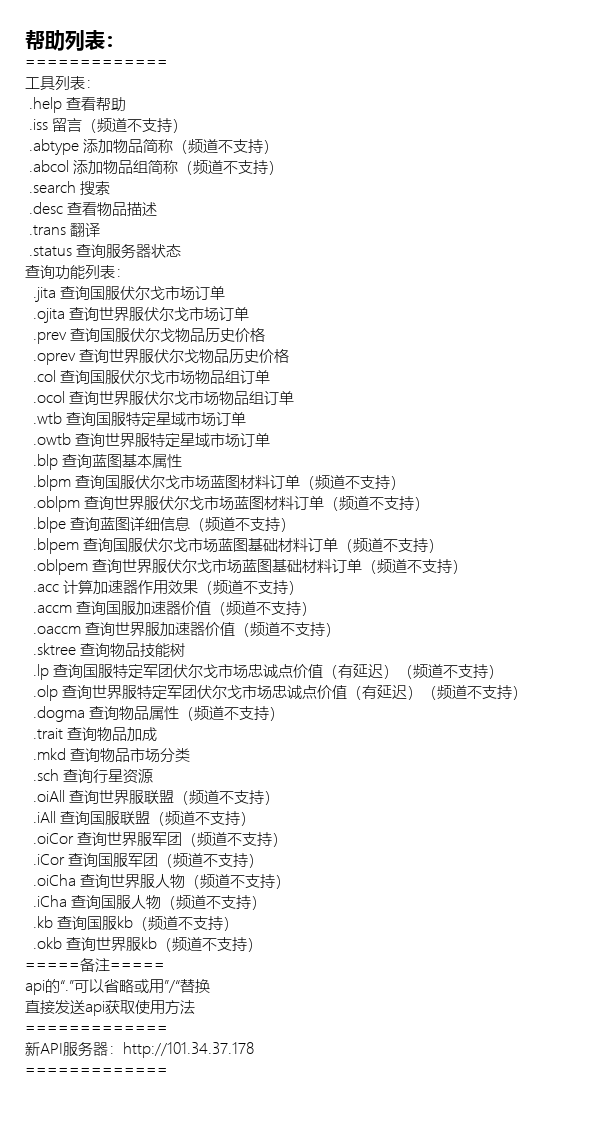 帮助列表：
=============
工具列表：
.help 查看帮助
.iss 留言（频道不支持）
.abtype 添加物品简称（频道不支持）
.abcol 添加物品组简称（频道不支持）
.search 搜索
.desc 查看物品描述
.trans 翻译
.status 查询服务器状态
查询功能列表：
.jita 查询国服伏尔戈市场订单
.ojita 查询世界服伏尔戈市场订单
.prev 查询国服伏尔戈物品历史价格
.oprev 查询世界服伏尔戈物品历史价格
.col 查询国服伏尔戈市场物品组订单
.ocol 查询世界服伏尔戈市场物品组订单
.wtb 查询国服特定星域市场订单
.owtb 查询世界服特定星域市场订单
.blp 查询蓝图基本属性
.blpm 查询国服伏尔戈市场蓝图材料订单（频道不支持）
.oblpm 查询世界服伏尔戈市场蓝图材料订单（频道不支持）
.blpe 查询蓝图详细信息（频道不支持）
.blpem 查询国服伏尔戈市场蓝图基础材料订单（频道不支持）
.oblpem 查询世界服伏尔戈市场蓝图基础材料订单（频道不支持）
.acc 计算加速器作用效果（频道不支持）
.accm 查询国服加速器价值（频道不支持）
.oaccm 查询世界服加速器价值（频道不支持）
.sktree 查询物品技能树
.lp 查询国服特定军团伏尔戈市场忠诚点价值（有延迟）（频道不支持）
.olp 查询世界服特定军团伏尔戈市场忠诚点价值（有延迟）（频道不支持）
.dogma 查询物品属性（频道不支持）
.trait 查询物品加成
.mkd 查询物品市场分类
.sch 查询行星资源
.oiAll 查询世界服联盟（频道不支持）
.iAll 查询国服联盟（频道不支持）
.oiCor 查询世界服军团（频道不支持）
.iCor 查询国服军团（频道不支持）
.oiCha 查询世界服人物（频道不支持）
.iCha 查询国服人物（频道不支持）
.kb 查询国服kb（频道不支持）
.okb 查询世界服kb（频道不支持）
=====备注=====
api的“.”可以省略或用”/“替换
直接发送api获取使用方法
=============
新API服务器：http://101.34.37.178
=============